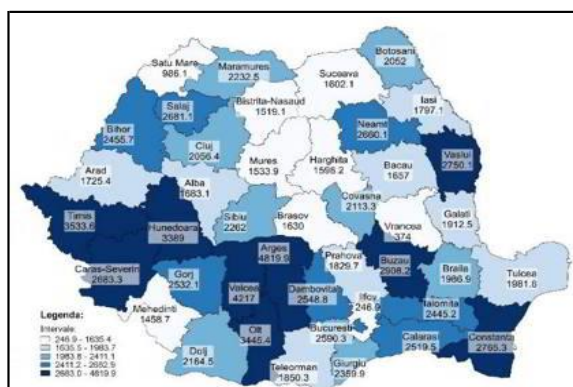 Satu Mare
986.1
Maramures
2232.5
Botosani
2052
Suceava
1602.1
Salaj
2681.1
Bistrita-Nasaud
1519.1
Iasi
1797.1
Bihor
2455.7
Cluj
2056.4
Neamt
2660.1
Mures
1533.9
Harghita
1595.2
Bacau
1657
Vaslui
2750.1
Arad
1725.4
Alba
1683.1
Timis
3533.6
Hunedoara
3389
Sibiu
2262
Brasov
1630
Covasna
2113.3
Vrancea
374
Galati
1912.5
Caras-Severin
2683.3
Gorj
2532.1
Valcea
4217
Arges
4819.9
Dambovita
2548.8
Prahova
1829.7
Buzau
2908.2
Braila
1986.9
Tulcea
1981.8
Mehedinti
1458.7
Olt
3445.4
Ilfov
246.9
Bucuresti
2590.3
Ialomita
2445.2
Calarasi
2519.5
Constanta
2765.3
Dolj
2164.5
Teleorman
1850.3
Giurgiu
2359.9
Legenda:
Intervale:
246.9 - 1635.4
1635.5 - 1983.7
1983.8 - 2411.1
2411.2 - 2682.9
2683.0 - 4819.9